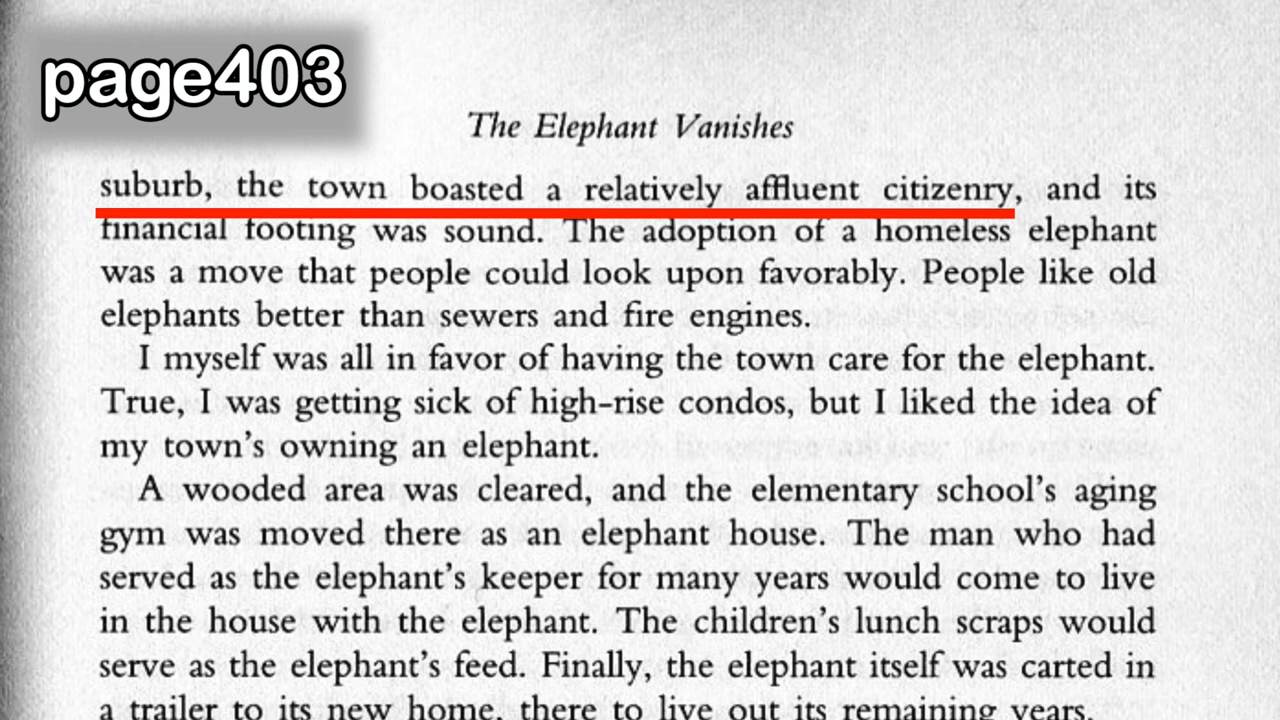 page403
The Elephant Vanishes
suburb, the town boasted a relatively affluent citizenry, and its
financial footing was sound. The adoption of a homeless elephant
was a move that people could look upon favorably. People like old
elephants better than sewers and fire engines.
I myself was all in favor of having the town care for the elephant.
True, I was getting sick of high-rise condos, but I liked the idea of
my town's owning an elephant.
A wooded area was cleared, and the elementary school's aging
gym was moved there as an elephant house. The man who had
served as the elephant's keeper for many years would come to live
in the house with the elephant. The children's lunch scraps would
serve as the elephant's feed. Finally, the elephant itself was carted in
a trailer to its new home, there to live out its remaining years.